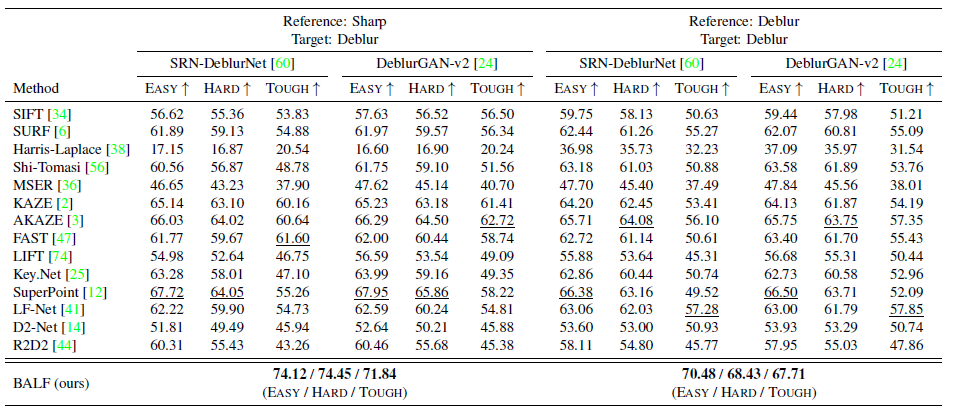 Reference: Sharp Reference: Deblur
Target: Deblur Target: Deblur
SRN-DeblurNet [60] DeblurGAN-v2 [24] SRN-DeblurNet [60] DeblurGAN-v2 [24]
Method EASY ↑ HARD ↑ TOUGH ↑ EASY ↑ HARD ↑ TOUGH ↑ EASY ↑ HARD ↑ TOUGH ↑ EASY ↑ HARD ↑ TOUGH ↑
SIFT [34] 56.62 55.36 53.83 57.63 56.52 56.50 59.75 58.13 50.63 59.44 57.98 51.21
SURF [6] 61.89 59.13 54.88 61.97 59.57 56.34 62.44 61.26 55.27 62.07 60.81 55.09
Harris-Laplace [38] 17.15 16.87 20.54 16.60 16.90 20.24 36.98 35.73 32.23 37.09 35.97 31.54
Shi-Tomasi [56] 60.56 56.87 48.78 61.75 59.10 51.56 63.18 61.03 50.88 63.58 61.89 53.76
MSER [36] 46.65 43.23 37.90 47.62 45.14 40.70 47.70 45.40 37.49 47.84 45.56 38.01
KAZE [2] 65.14 63.10 60.16 65.23 63.18 61.41 64.20 62.45 53.41 64.13 61.87 54.19
AKAZE [3] 66.03 64.02 60.64 66.29 64.50 62.72 65.71 64.08 56.10 65.75 63.75 57.35
FAST [47] 61.77 59.67 61.60 62.00 60.44 58.74 62.72 61.14 50.61 63.40 61.70 55.43
LIFT [74] 54.98 52.64 46.75 56.59 53.54 49.09 55.88 53.64 45.31 56.68 55.31 50.44
Key.Net [25] 63.28 58.01 47.10 63.99 59.16 49.35 62.86 60.44 50.74 62.73 60.58 52.96
SuperPoint [12] 67.72 64.05 55.26 67.95 65.86 58.22 66.38 63.16 49.52 66.50 63.71 52.09
LF-Net [41] 62.22 59.90 54.73 62.59 60.24 54.81 63.06 62.03 57.28 63.00 61.79 57.85
D2-Net [14] 51.81 49.49 45.94 52.64 50.21 45.88 53.60 53.00 50.93 53.93 53.29 50.74
R2D2 [44] 60.31 55.43 43.26 60.46 55.68 45.38 58.11 54.80 45.77 57.95 55.03 47.86
BALF (ours) 74.12 / 74.45 / 71.84 70.48 / 68.43 / 67.71
(EASY / HARD / TOUGH) (EASY / HARD / TOUGH)